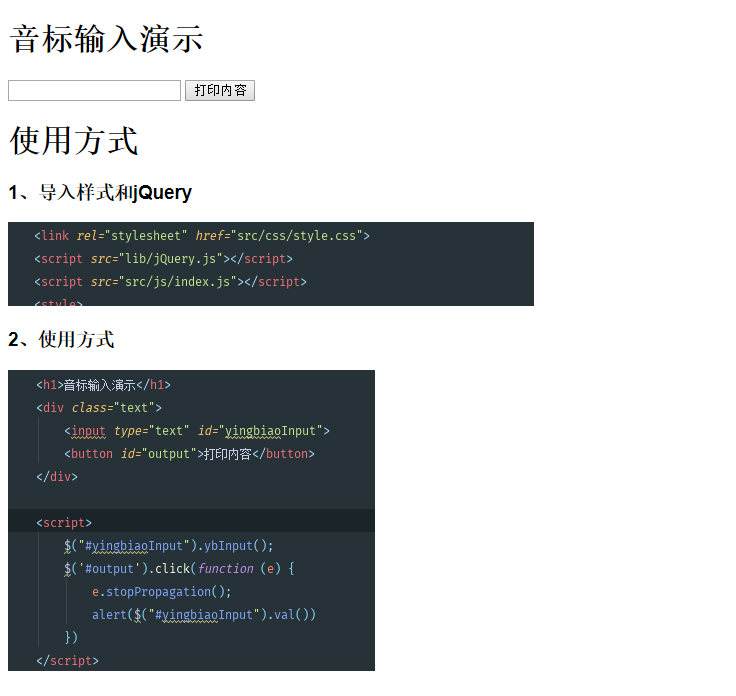 音标输入演示
打印内容
使用方式
1、导入样式和jQuery
<link rel="stylesheet" href="src/css/style.css">
<script src="lib/jQuery.js"></script>
<script src="src/js/index.js"></script>
<style>
2、使用方式
<h1>音标输入演示</h1>
<div class="text">
<input type="text" id="yingbiaoInput">
<button id="output">打印内容</button>
</div>
<script>
$("#yingbiaoInput").ybInput();
$('#output').click(function (e) {
e.stopPropagation();
alert($("#yingbiaoInput").val())
})
</script>